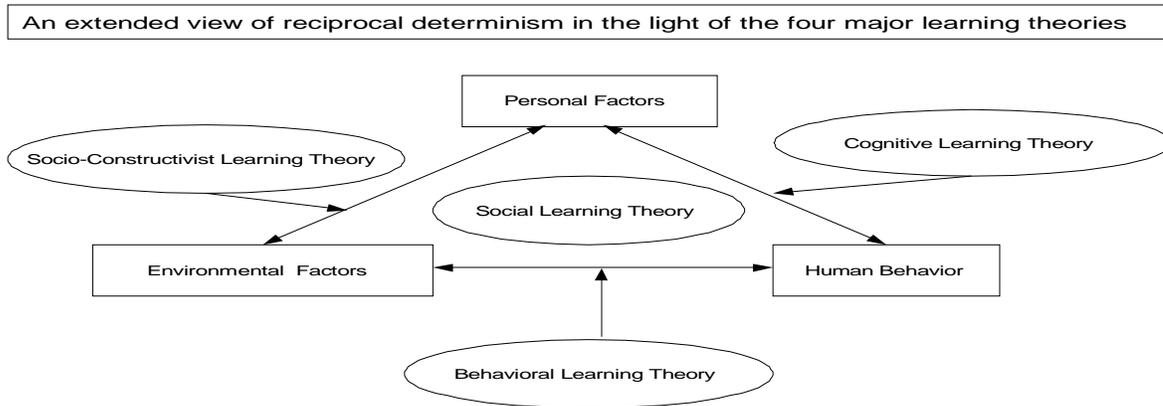 An extended view of reciprocal determinism in the light of the four major learning theories
Personal Factors
Cognitive Learning Theory
Socio-Constructivist Learning Theory
Social Learning Theory
Environmental Factors
Human Behavior
Behavioral Learning Theory